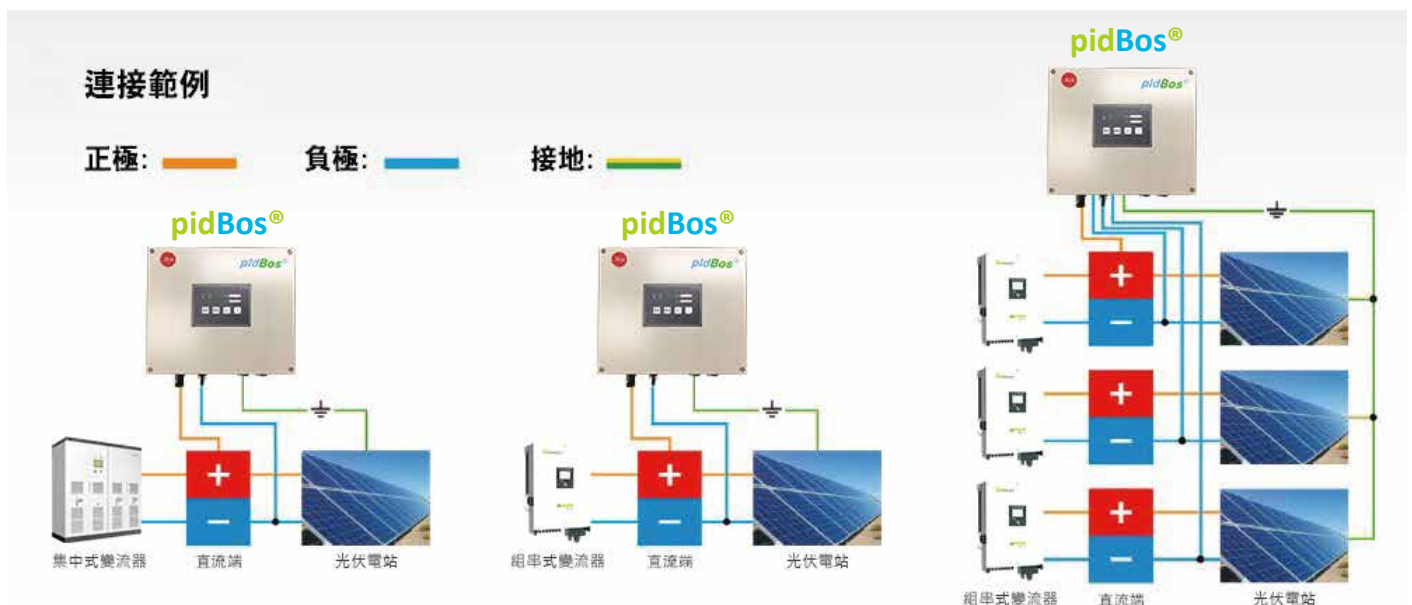 連接範例
正極:
負極:
接地:
pidBos®
pidBos®
集中式變流器
直流端
光伏電站
+
−
pidBos®
pidBos®
組串式變流器
直流端
光伏電站
+
−
pidBos®
pidBos®
+
−
+
−
+
−
組串式變流器
直流端
光伏電站